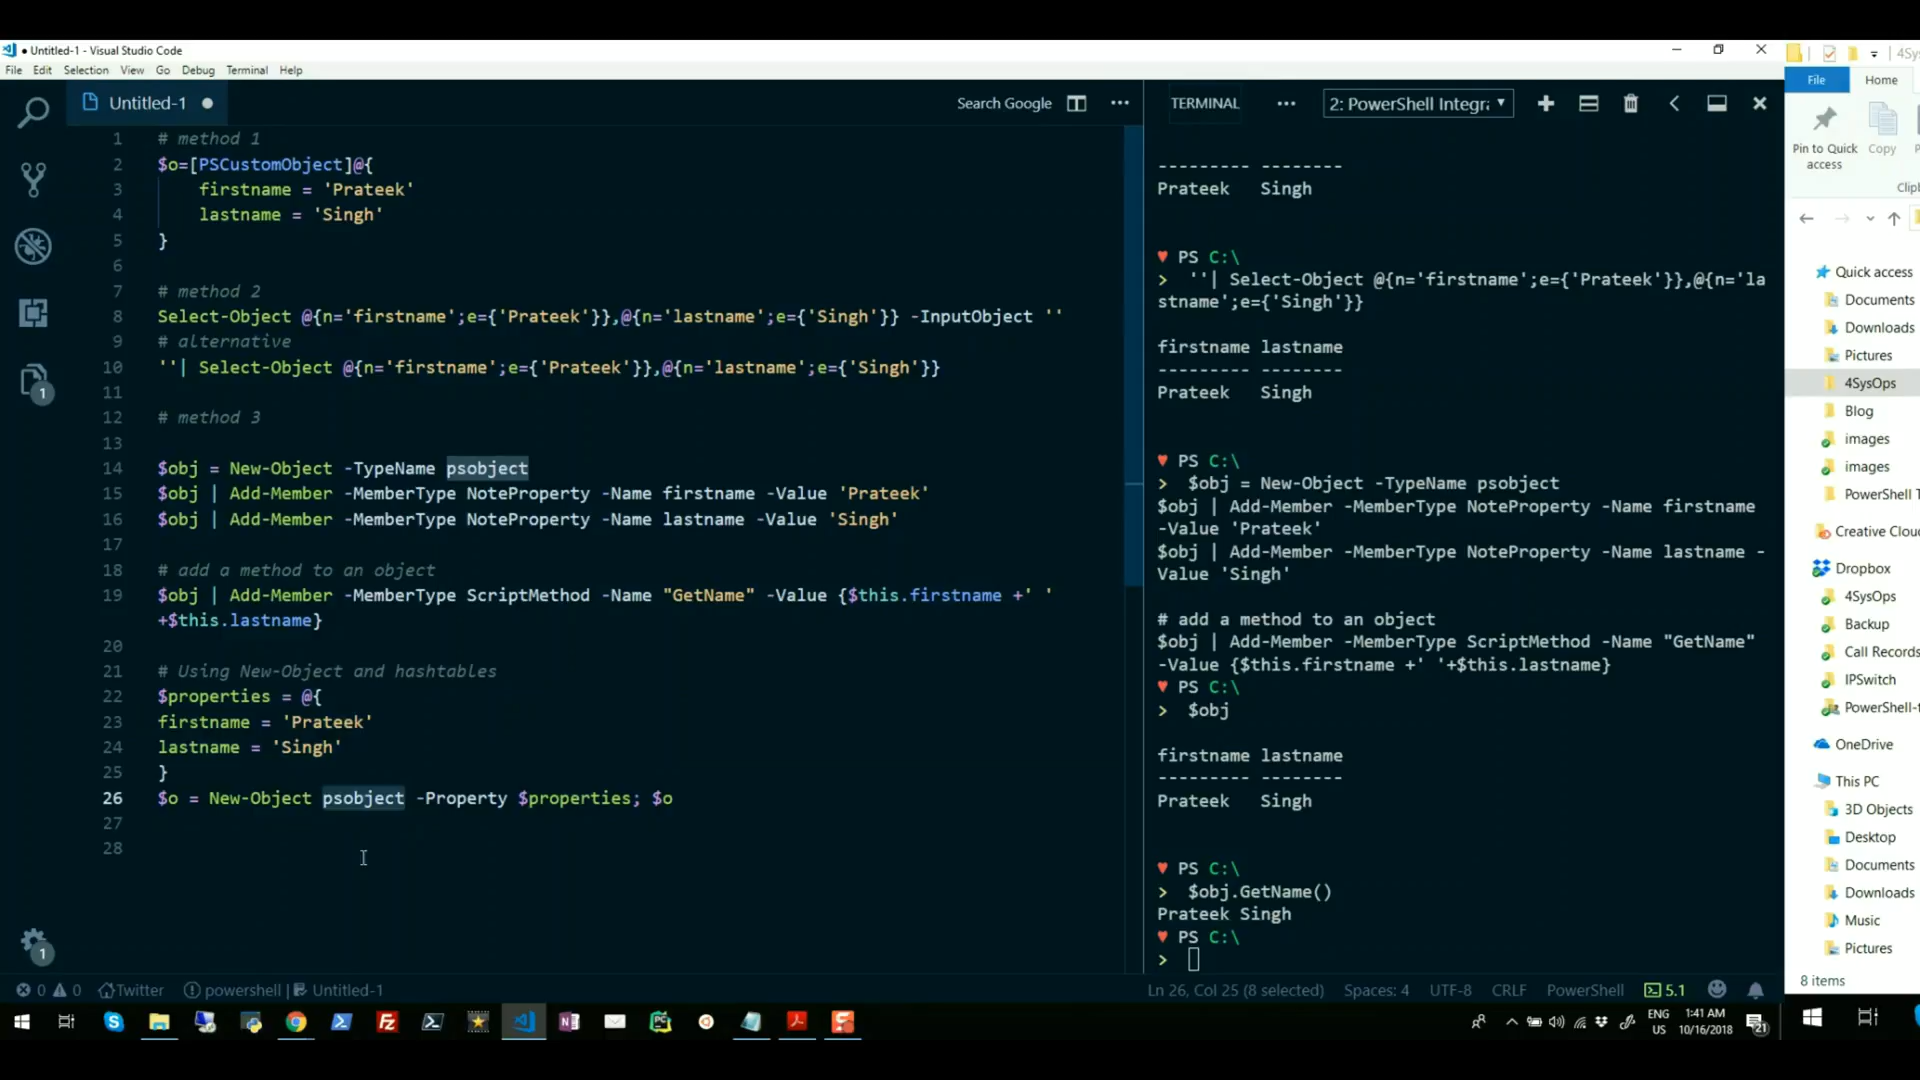 Untitled-1 - Visual Studio Code
File Edit Selection View Go Debug Terminal Help
Untitled-1
Search Google
1 # method 1
2 $o=[PSCustomObject]@{
3 firstname = 'Prateek'
4 lastname = 'Singh'
5 }
6
7 # method 2
8 Select-Object @{n='firstname';e={'Prateek'}},@{n='lastname';e={'Singh'}} -InputObject ''
9 # alternative
10 ''| Select-Object @{n='firstname';e={'Prateek'}},@{n='lastname';e={'Singh'}}
11
12 # method 3
13
14 $obj = New-Object -TypeName psobject
15 $obj | Add-Member -MemberType NoteProperty -Name firstname -Value 'Prateek'
16 $obj | Add-Member -MemberType NoteProperty -Name lastname -Value 'Singh'
17
18 # add a method to an object
19 $obj | Add-Member -MemberType ScriptMethod -Name "GetName" -Value {$this.firstname +' '
+$this.lastname}
20
21 # Using New-Object and hashtables
22 $properties = @{
23 firstname = 'Prateek'
24 lastname = 'Singh'
25 }
26 $o = New-Object psobject -Property $properties; $o
27
28
1
1
TERMINAL ... 2: PowerShell Integra
--------- --------
Prateek Singh
PS C:\
> ''| Select-Object @{n='firstname';e={'Prateek'}},@{n='la
stname';e={'Singh'}}
firstname lastname
--------- --------
Prateek Singh
PS C:\
> $obj = New-Object -TypeName psobject
$obj | Add-Member -MemberType NoteProperty -Name firstname
-Value 'Prateek'
$obj | Add-Member -MemberType NoteProperty -Name lastname -
Value 'Singh'
# add a method to an object
$obj | Add-Member -MemberType ScriptMethod -Name "GetName"
-Value {$this.firstname +' '+$this.lastname}
PS C:\
> $obj
firstname lastname
--------- --------
Prateek Singh
PS C:\
> $obj.GetName()
Prateek Singh
PS C:\
>
4Sys
File Home
Pin to Quick access
Copy
Clip
Quick access
Documents
Downloads
Pictures
4SysOps
Blog
images
images
PowerShell T
Creative Clou
Dropbox
4SysOps
Backup
Call Records
IPSwitch
PowerShell-t
OneDrive
This PC
3D Objects
Desktop
Documents
Downloads
Music
Pictures
8 items
0 0 Twitter powershell | Untitled-1
Ln 26, Col 25 (8 selected) Spaces: 4 UTF-8 CRLF PowerShell 5.1
ENG
US
1:41 AM
10/16/2018
21